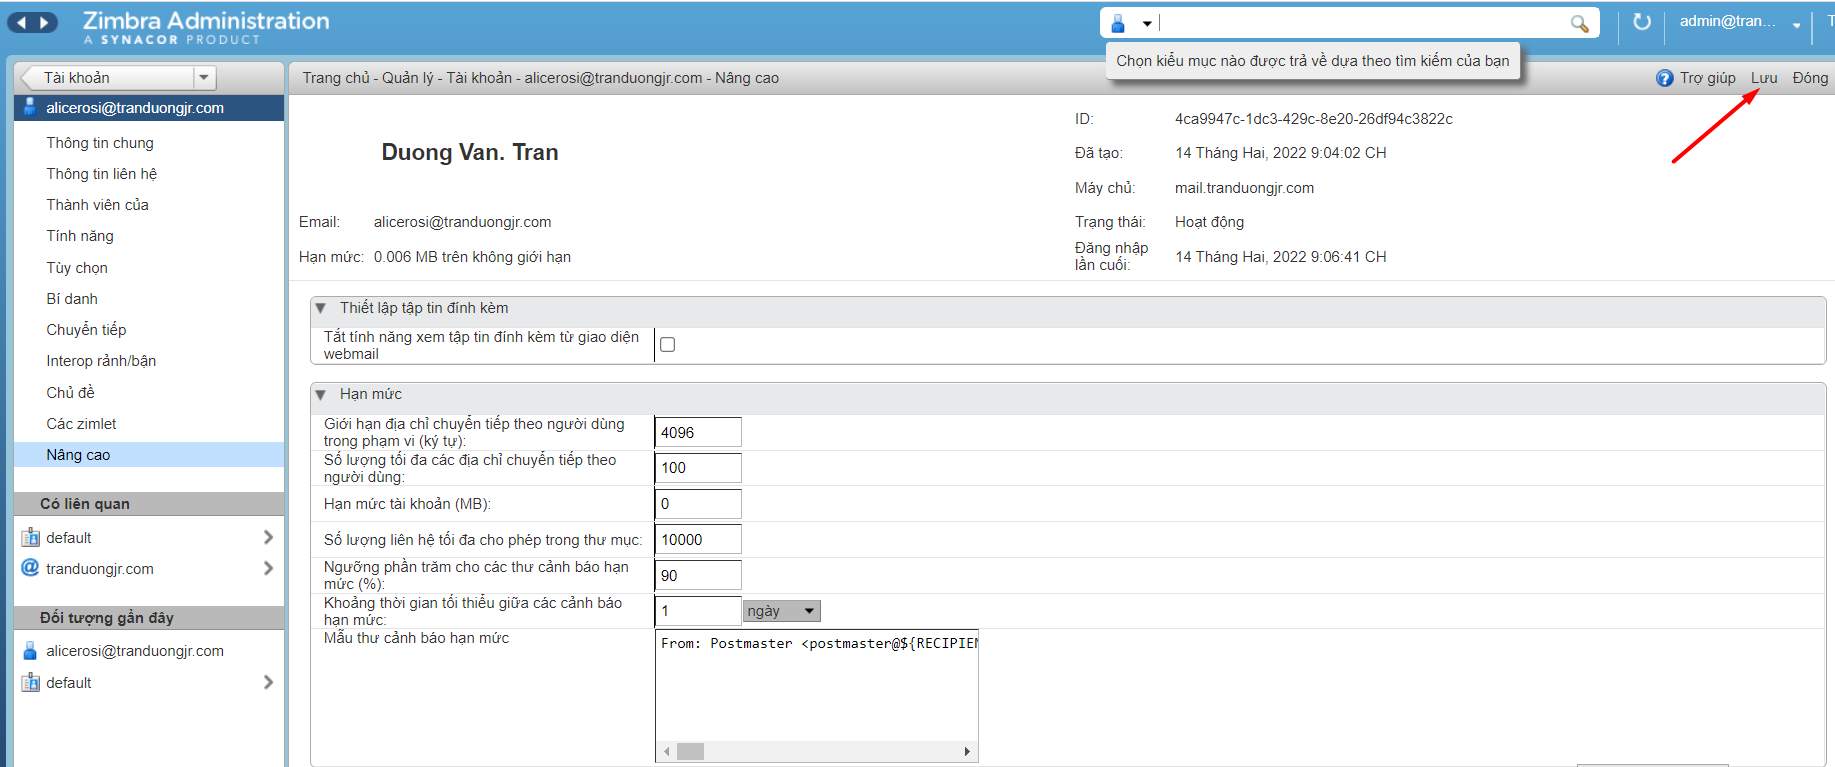 Zimbra Administration
A SYNACOR PRODUCT
admin@tran...
T
Chọn kiểu mục nào được trả về dựa theo tìm kiếm của bạn
Tài khoản
Trang chủ - Quản lý - Tài khoản - alicerosi@tranduongjr.com - Nâng cao
Trợ giúp
Lưu
Đóng
alicerosi@tranduongjr.com
Thông tin chung
Thông tin liên hệ
Thành viên của
Tính năng
Tùy chọn
Bí danh
Chuyển tiếp
Interop rảnh/bận
Chủ đề
Các zimlet
Nâng cao
Có liên quan
default
tranduongjr.com
Đối tượng gần đây
alicerosi@tranduongjr.com
default
Duong Van. Tran
Email: alicerosi@tranduongjr.com
Hạn mức: 0.006 MB trên không giới hạn
ID: 4ca9947c-1dc3-429c-8e20-26df94c3822c
Đã tạo: 14 Tháng Hai, 2022 9:04:02 CH
Máy chủ: mail.tranduongjr.com
Trạng thái: Hoạt động
Đăng nhập
lần cuối: 14 Tháng Hai, 2022 9:06:41 CH
Thiết lập tập tin đính kèm
Tắt tính năng xem tập tin đính kèm từ giao diện
webmail
Hạn mức
Giới hạn địa chỉ chuyển tiếp theo người dùng
trong phạm vi (ký tự): 4096
Số lượng tối đa các địa chỉ chuyển tiếp theo
người dùng: 100
Hạn mức tài khoản (MB): 0
Số lượng liên hệ tối đa cho phép trong thư mục: 10000
Ngưỡng phần trăm cho các thư cảnh báo hạn
mức (%): 90
Khoảng thời gian tối thiểu giữa các cảnh báo
hạn mức: 1 ngày
Mẫu thư cảnh báo hạn mức
From: Postmaster <postmaster@${RECIPIEN